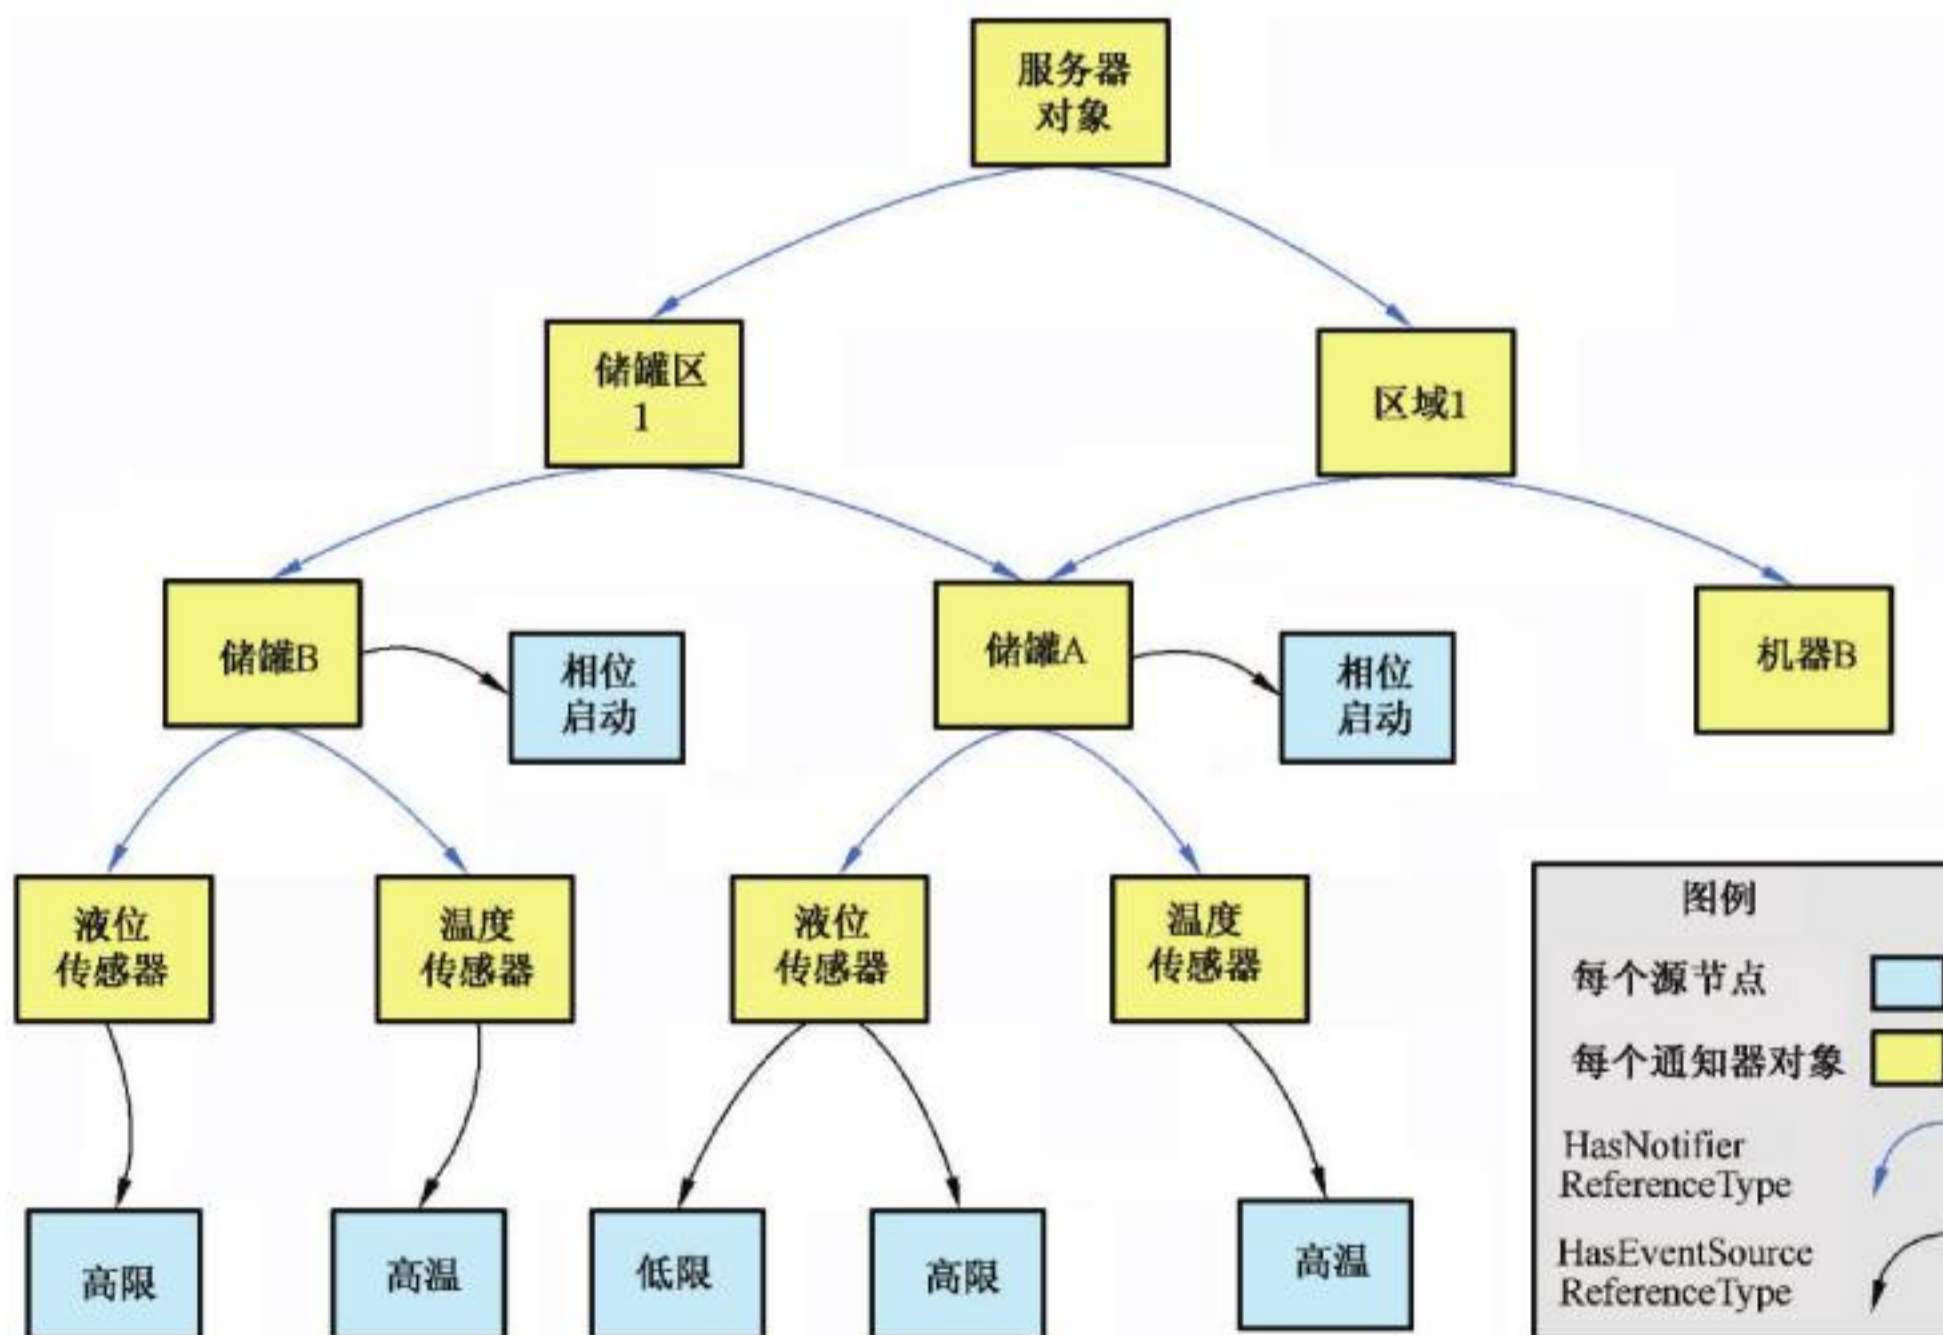 服务器
对象
储罐区
1
区域1
储罐B
相位
启动
储罐A
相位
启动
机器B
液位
传感器
温度
传感器
液位
传感器
温度
传感器
高限
高温
低限
高限
高温
图例
每个源节点
每个通知器对象
HasNotifier
ReferenceType
HasEventSource
ReferenceType